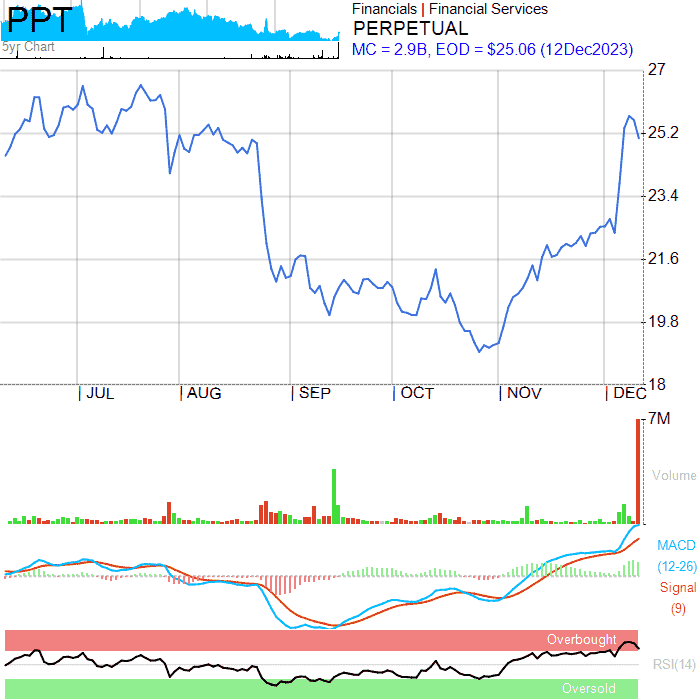 PPT
5yr Chart
Financials | Financial Services
PERPETUAL
MC = 2.9B, EOD = $25.06 (12Dec2023)
27
25.2
23.4
21.6
19.8
18
| JUL | AUG | SEP | OCT | NOV | DEC
7M
Volume
MACD
(12-26)
Signal
(9)
Overbought
RSI(14)
Oversold